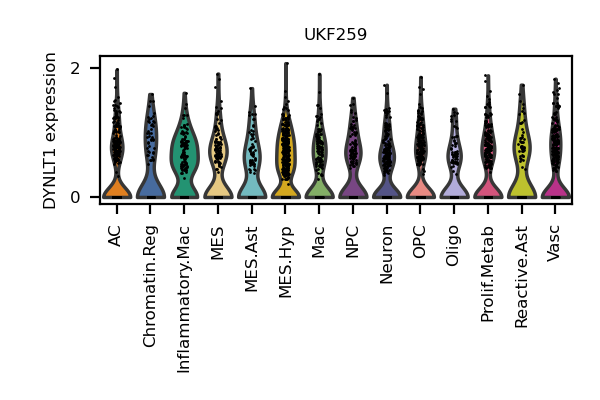 UKF259
DYNLT1 expression
2
0
AC
Chromatin.Reg
Inflammatory.Mac
MES
MES.Ast
MES.Hyp
Mac
NPC
Neuron
OPC
Oligo
Prolif.Metab
Reactive.Ast
Vasc